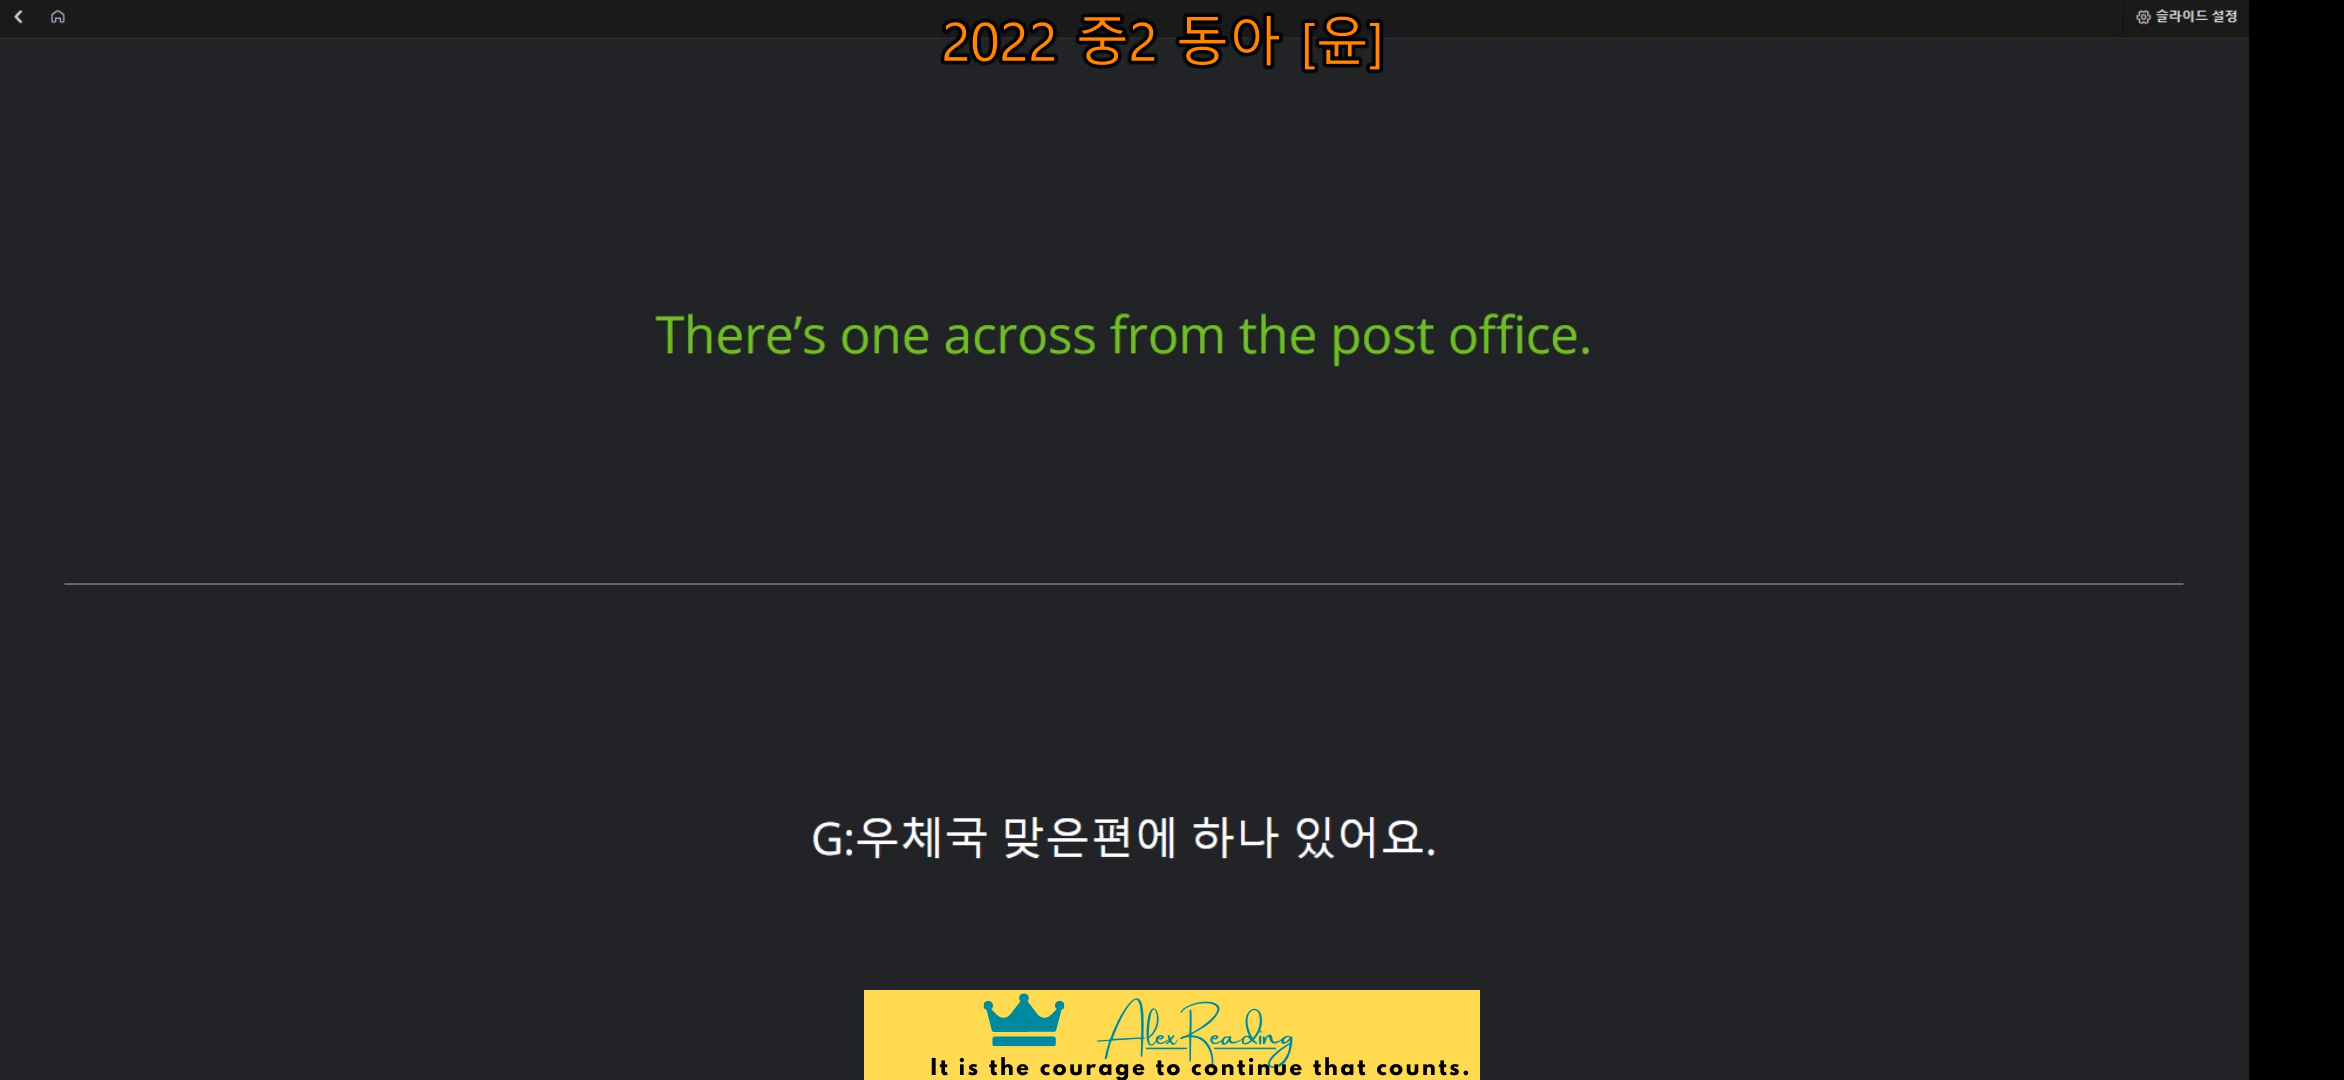 슬라이드 설정
2022 중2 동아 [윤]
There’s one across from the post office.
G:우체국 맞은편에 하나 있어요.
AlexReading
It is the courage to continue that counts.